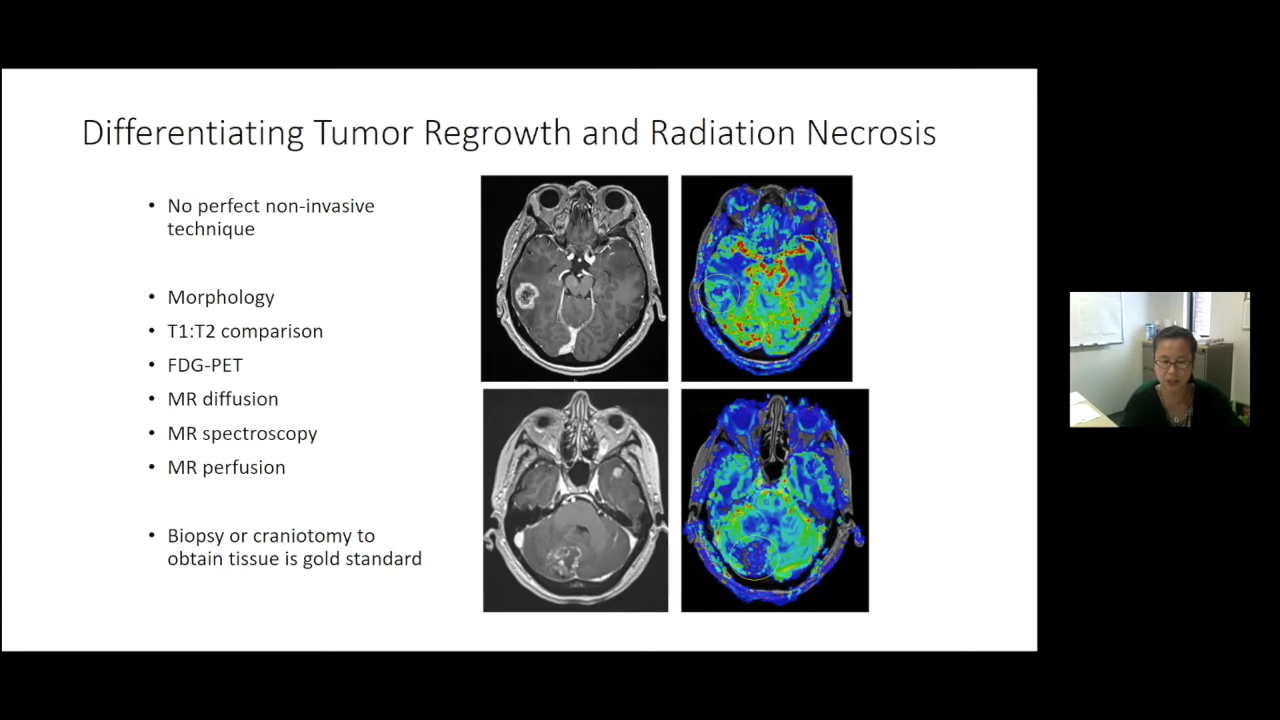 Differentiating Tumor Regrowth and Radiation Necrosis
• No perfect non-invasive
technique
• Morphology
• T1:T2 comparison
• FDG-PET
• MR diffusion
• MR spectroscopy
• MR perfusion
• Biopsy or craniotomy to
obtain tissue is gold standard